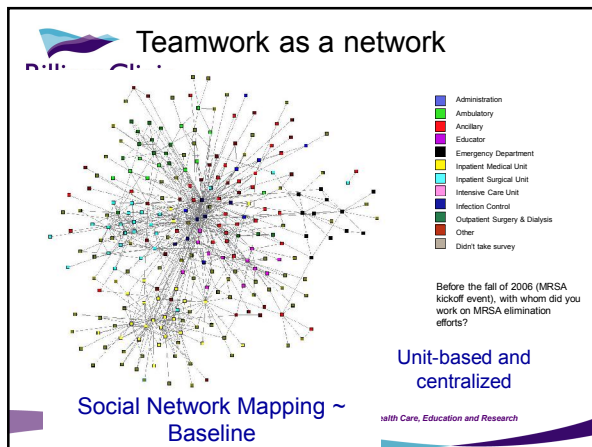 Teamwork as a network
Administration
Ambulatory
Ancillary
Educator
Emergency Department
Inpatient Medical Unit
Inpatient Surgical Unit
Intensive Care Unit
Infection Control
Outpatient Surgery & Dialysis
Other
Didn't take survey
Before the fall of 2006 (MRSA
kickoff event), with whom did you
work on MRSA elimination
efforts?
Unit-based and
centralized
Social Network Mapping ~
Baseline
Care, Education and Research